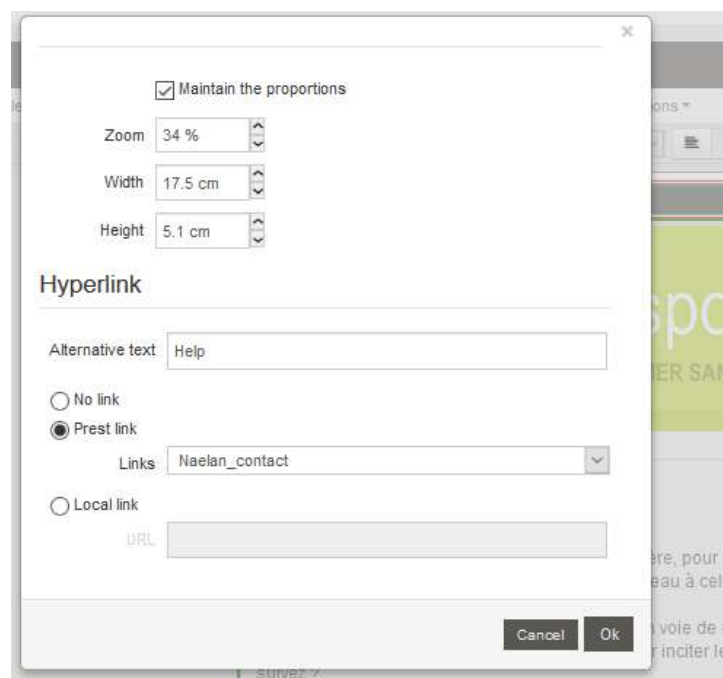 ×
Maintain the proportions
ons
Zoom 34 %
Width 17.5 cm
Height 5.1 cm
Hyperlink
spo
Alternative text Help
IER SAN
No link
Prest link
Links Naelan_contact
Local link
URL
ère, pour
eau à cel
Cancel Ok
voie de
r inciter le
suivez ?